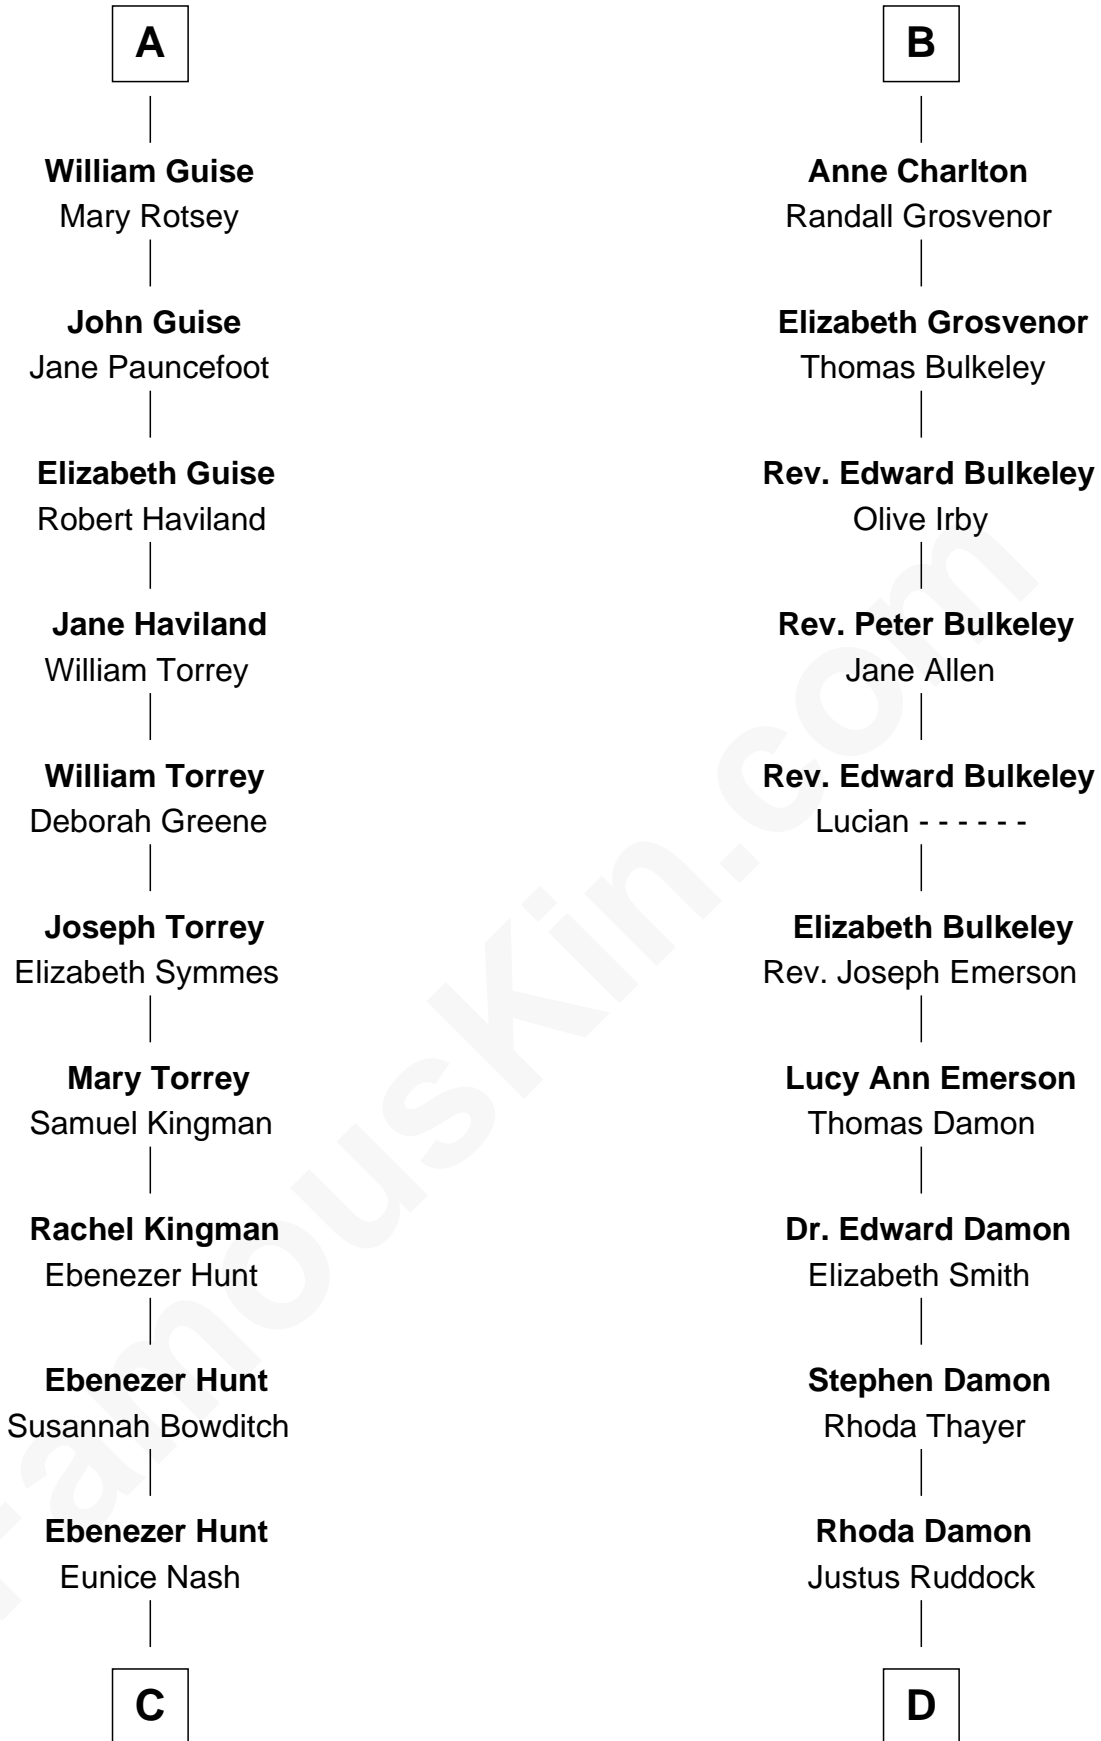 A
William Guise
Mary Rotsey
John Guise
Jane Pauncefoot
Elizabeth Guise
Robert Haviland
Jane Haviland
William Torrey
William Torrey
Deborah Greene
Joseph Torrey
Elizabeth Symmes
Mary Torrey
Samuel Kingman
Rachel Kingman
Ebenezer Hunt
Ebenezer Hunt
Susannah Bowditch
Ebenezer Hunt
Eunice Nash
C
B
Anne Charlton
Randall Grosvenor
Elizabeth Grosvenor
Thomas Bulkeley
Rev. Edward Bulkeley
Olive Irby
Rev. Peter Bulkeley
Jane Allen
Rev. Edward Bulkeley
Lucian - - - - - -
Elizabeth Bulkeley
Rev. Joseph Emerson
Lucy Ann Emerson
Thomas Damon
Dr. Edward Damon
Elizabeth Smith
Stephen Damon
Rhoda Thayer
Rhoda Damon
Justus Ruddock
D
FamousKin.com